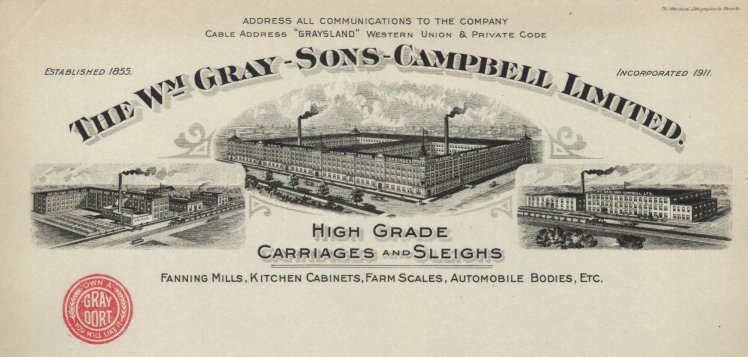 ADDRESS ALL COMMUNICATIONS TO THE COMPANY
CABLE ADDRESS "GRAYSLAND" WESTERN UNION & PRIVATE CODE
ESTABLISHED 1855.
INCORPORATED 1911.
THE WM GRAY-SONS-CAMPBELL LIMITED.
HIGH GRADE
CARRIAGES AND SLEIGHS
FANNING MILLS, KITCHEN CABINETS, FARM SCALES, AUTOMOBILE BODIES, ETC.
OWN A
GRAY
DORT
YOU WILL LIKE IT